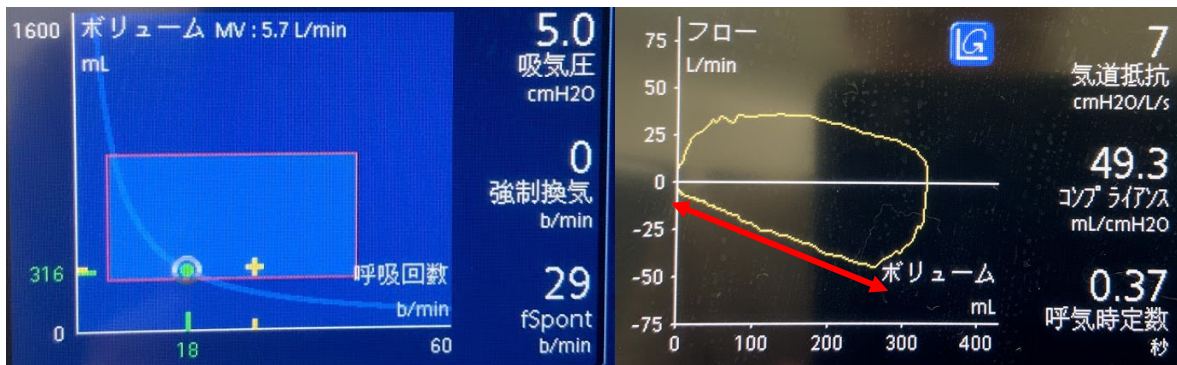 1600 ボリューム MV : 5.7 L/min
mL
5.0
吸気圧
cmH2O
0
強制換気
b/min
316
呼吸回数
b/min
29
fSpont
b/min
0
18
60
75 フロー
L/min
50
25
0
-25
-50
-75
ボリューム
mL
0 100 200 300 400
7
気道抵抗
cmH2O/L/s
49.3
コンプライアンス
mL/cmH2O
0.37
呼気時定数
秒